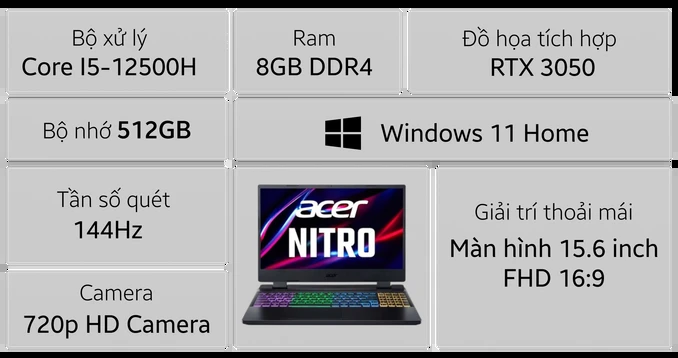 Bộ xử lý
Core I5-12500H
Ram
8GB DDR4
Đồ họa tích hợp
RTX 3050
Bộ nhớ 512GB
Windows 11 Home
Tần số quét
144Hz
acer
NITRO
Giải trí thoải mái
Màn hình 15.6 inch
FHD 16:9
Camera
720p HD Camera